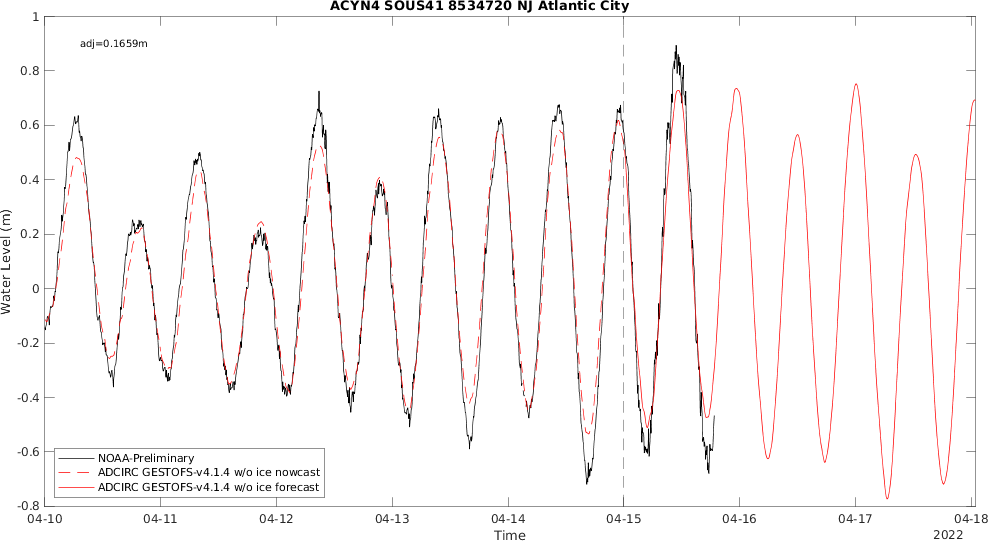 ACYN4 SOUS41 8534720 NJ Atlantic City
adj=0.1659m
1
0.8
0.6
0.4
0.2
0
-0.2
-0.4
-0.6
-0.8
Water Level (m)
NOAA-Preliminary
ADCIRC GESTOFS-v4.1.4 w/o ice nowcast
ADCIRC GESTOFS-v4.1.4 w/o ice forecast
04-10 04-11 04-12 04-13 04-14 04-15 04-16 04-17 04-18
Time
2022